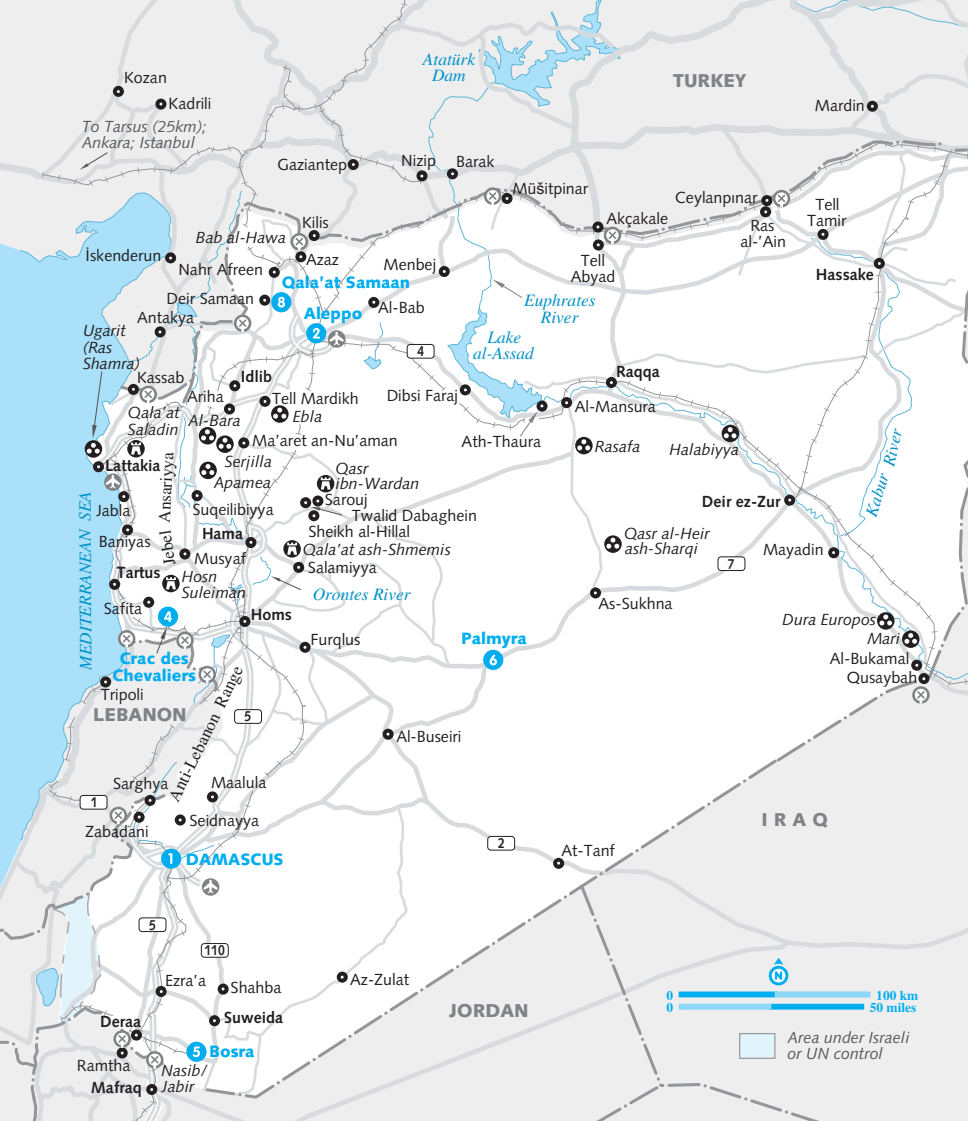 Atatürk
Dam
TURKEY
Kozan
Kadrili
Mardin
To Tarsus (25km);
Ankara; Istanbul
Gaziantep
Nizip
Barak
Müšitpinar
Ceylanpınar
Tell
Tamir
Ras
al-'Ain
Akçakale
Tell
Abyad
Kilis
Bab al-Hawa
Azaz
İskenderun
Nahr Afreen
Menbej
Hassake
Qala'at Samaan
8
Deir Samaan
Al-Bab
Euphrates
River
Aleppo
2
Antakya
Ugarit
(Ras
Shamra)
Lake
al-Assad
4
Kassab
Idlib
Raqqa
Ariha
Tell Mardikh
Dibsi Faraj
Al-Mansura
Qala'at
Saladin
Al-Bara
Ebla
Ath-Thaura
Ma'aret an-Nu'aman
Rasafa
Halabiyya
Serjilla
Lattakia
Apamea
Qasr
ibn-Wardan
Kabur River
Jebel Ansariyya
Jabla
Suqeilibiyya
Sarouj
Twalid Dabaghein
Deir ez-Zur
MEDITERRANEAN SEA
Baniyas
Hama
Sheikh al-Hillal
Qasr al-Heir
ash-Sharqi
Musyaf
Qala'at ash-Shmemis
Mayadin
Salamiyya
7
Tartus
Hosn
Suleiman
Orontes River
As-Sukhna
Safita
4
Homs
Dura Europos
Palmyra
6
Mari
Furqlus
Crac des
Chevaliers
Al-Bukamal
Qusaybah
Tripoli
LEBANON
Anti-Lebanon Range
5
Al-Buseiri
Sarghya
Maalula
1
Zabadani
Seidnayya
IRAQ
2
At-Tanf
1
DAMASCUS
5
110
Az-Zulat
Ezra'a
Shahba
N
0
100 km
0
50 miles
JORDAN
Deraa
Suweida
Area under Israeli
or UN control
5
Bosra
Ramtha
Nasib/
Jabir
Mafraq